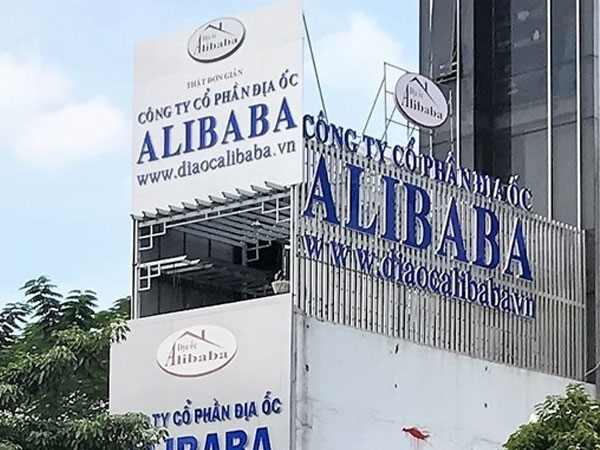 Địa ốc
Alibaba
THẬT ĐƠN GIẢN
CÔNG TY CỔ PHẦN ĐỊA ỐC
ALIBABA
www.diaocalibaba.vn
Địa ốc
Alibaba
CÔNG TY CỔ PHẦN ĐỊA ỐC
ALIBABA
www.diaocalibaba.vn
Địa ốc
Alibaba
TY CỔ PHẦN ĐỊA ỐC
IBABA